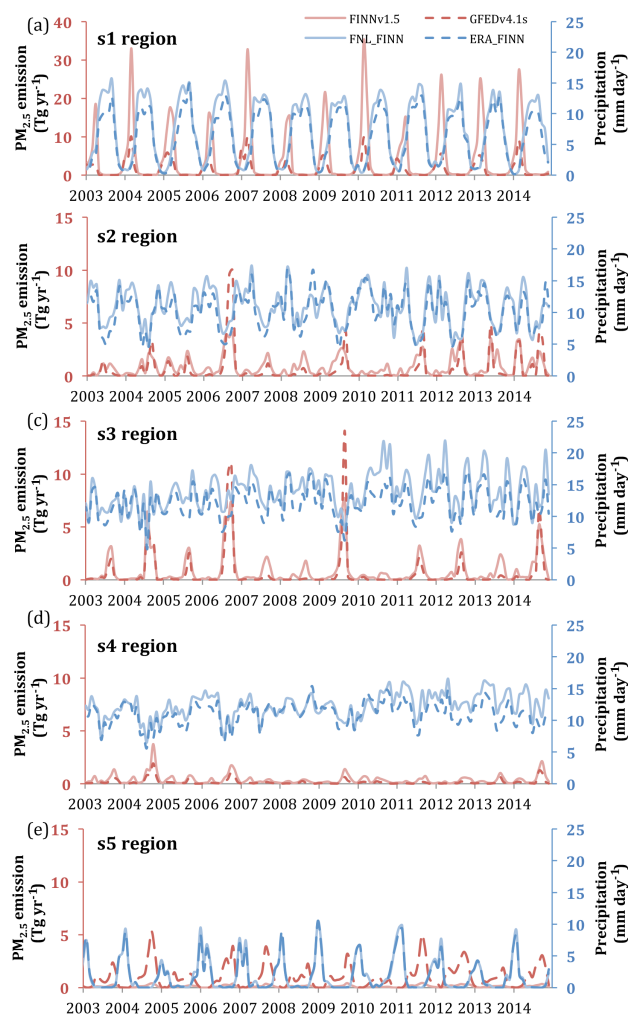 (a)
FINNv1.5
GFEDv4.1s
FNL_FINN
ERA_FINN
s1 region
PM2.5 emission
(Tg yr-1)
Precipitation
(mm day-1)
40
30
20
10
0
25
20
15
10
5
0
2003 2004 2005 2006 2007 2008 2009 2010 2011 2012 2013 2014
s2 region
PM2.5 emission
(Tg yr-1)
Precipitation
(mm day-1)
15
10
5
0
25
20
15
10
5
0
2003 2004 2005 2006 2007 2008 2009 2010 2011 2012 2013 2014
(c)
s3 region
PM2.5 emission
(Tg yr-1)
Precipitation
(mm day-1)
15
10
5
0
25
20
15
10
5
0
2003 2004 2005 2006 2007 2008 2009 2010 2011 2012 2013 2014
(d)
s4 region
PM2.5 emission
(Tg yr-1)
Precipitation
(mm day-1)
15
10
5
0
25
20
15
10
5
0
2003 2004 2005 2006 2007 2008 2009 2010 2011 2012 2013 2014
(e)
s5 region
PM2.5 emission
(Tg yr-1)
Precipitation
(mm day-1)
15
10
5
0
25
20
15
10
5
0
2003 2004 2005 2006 2007 2008 2009 2010 2011 2012 2013 2014